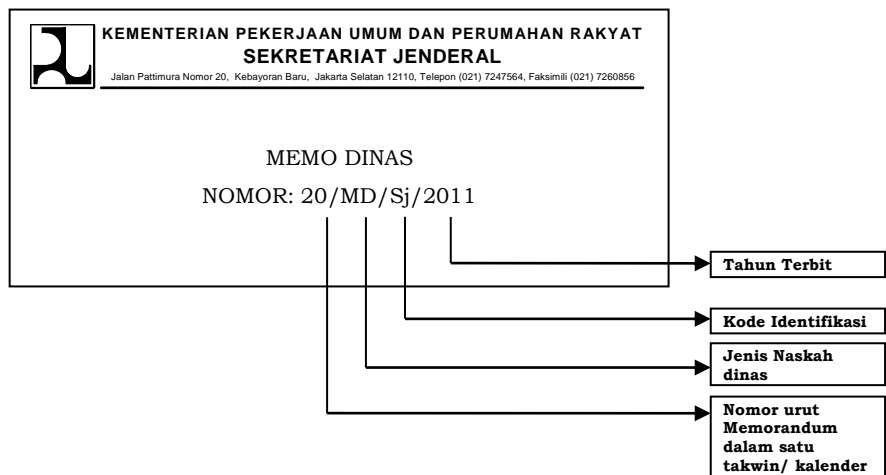 KEMENTERIAN PEKERJAAN UMUM DAN PERUMAHAN RAKYAT
SEKRETARIAT JENDERAL
Jalan Pattimura Nomor 20, Kebayoran Baru, Jakarta Selatan 12110, Telepon (021) 7247564, Faksimili (021) 7260856
MEMO DINAS
NOMOR: 20/MD/Sj/2011
Tahun Terbit
Kode Identifikasi
Jenis Naskah
dinas
Nomor urut
Memorandum
dalam satu
takwin/ kalender